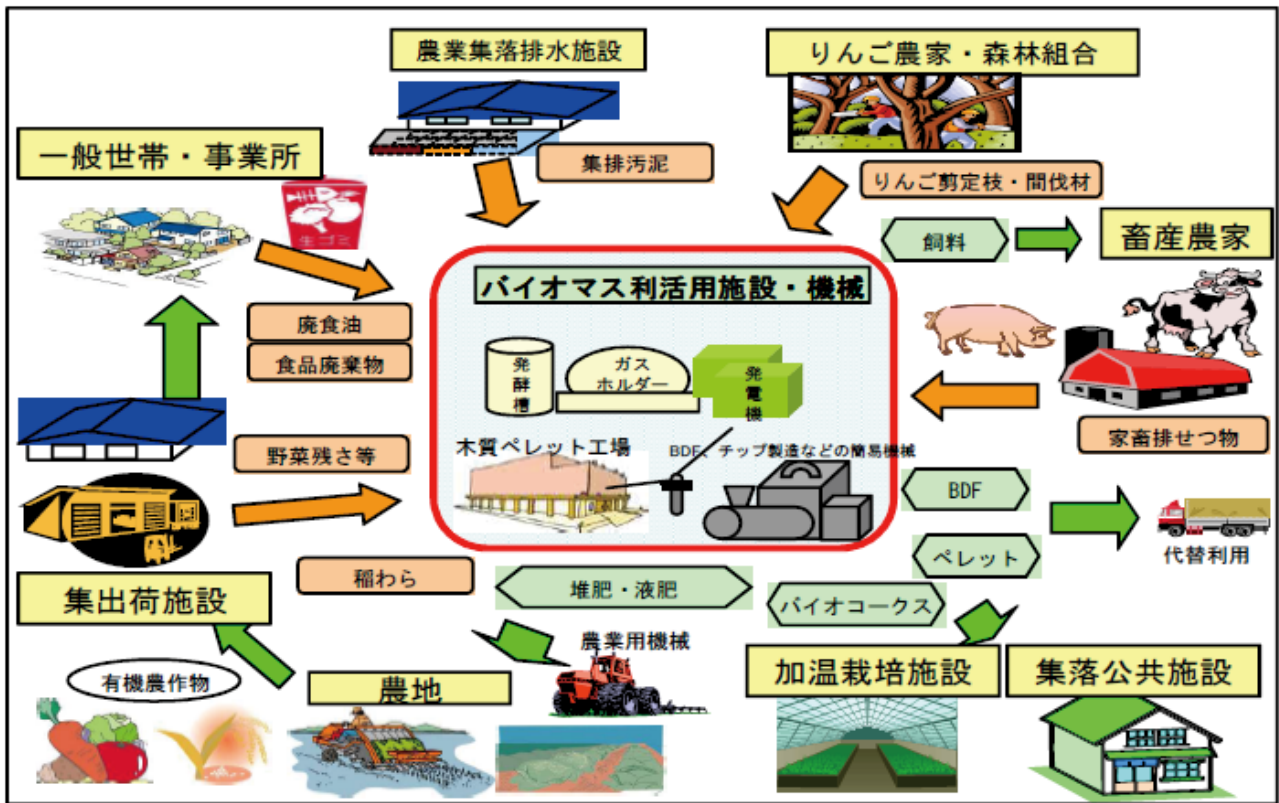 農業集落排水施設
りんご農家・森林組合
一般世帯・事業所
集排汚泥
りんご剪定枝・間伐材
生ゴミ
飼料
畜産農家
バイオマス利活用施設・機械
廃食油
食品廃棄物
発酵槽
ガス
ホルダー
発電機
家畜排せつ物
野菜残さ等
木質ペレット工場
BDF、チップ製造などの簡易機械
BDF
ペレット
代替利用
稲わら
堆肥・液肥
バイオコークス
集出荷施設
農業用機械
有機農作物
農地
加温栽培施設
集落公共施設